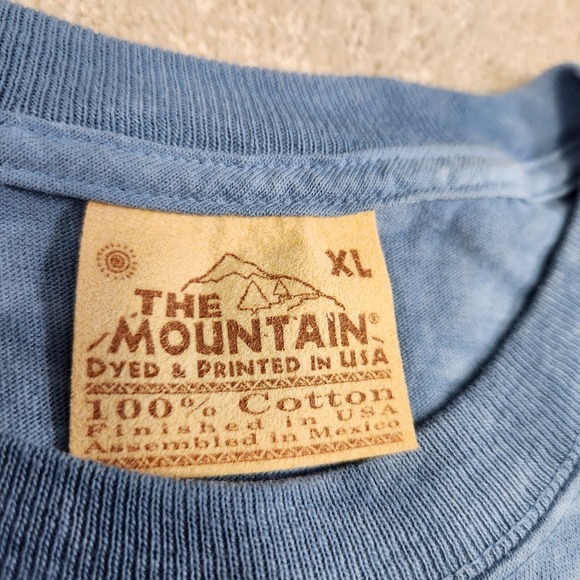 XL
THE
MOUNTAIN®
DYED & PRINTED IN USA
100% Cotton
Finished in USA
Assembled in Mexico